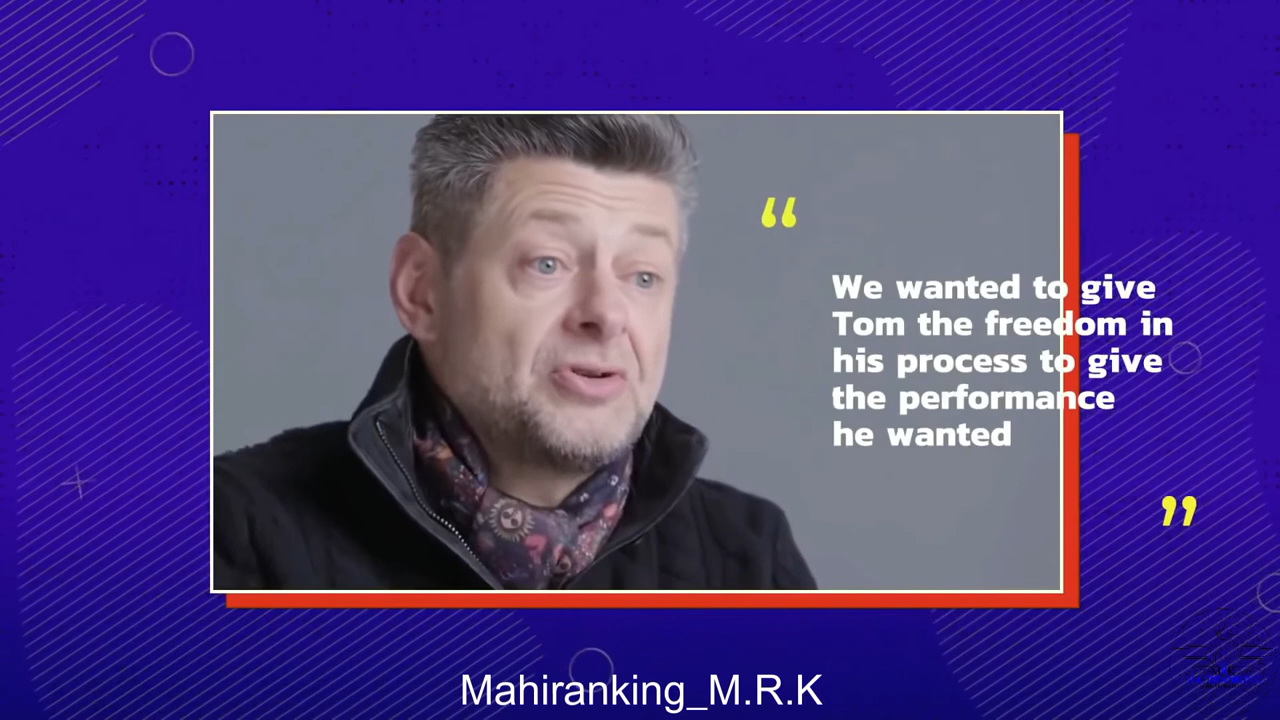 “
We wanted to give
Tom the freedom in
his process to give
the performance
he wanted
”
Mahiranking_M.R.K